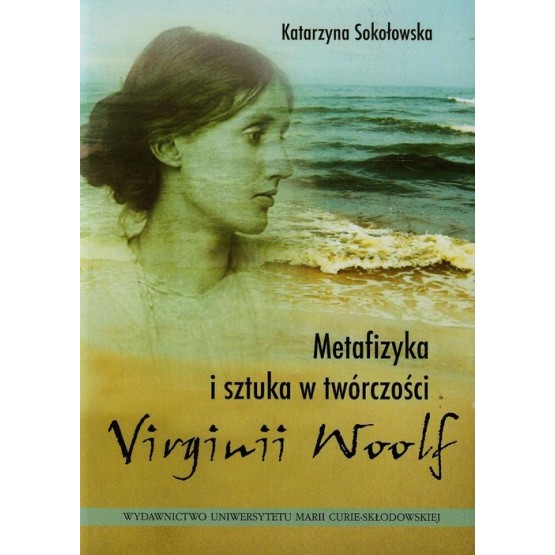 Katarzyna Sokołowska
Metafizyka
i sztuka w twórczości
Virginii Woolf
WYDAWNICTWO UNIWERSYTETU MARII CURIE-SKŁODOWSKIEJ